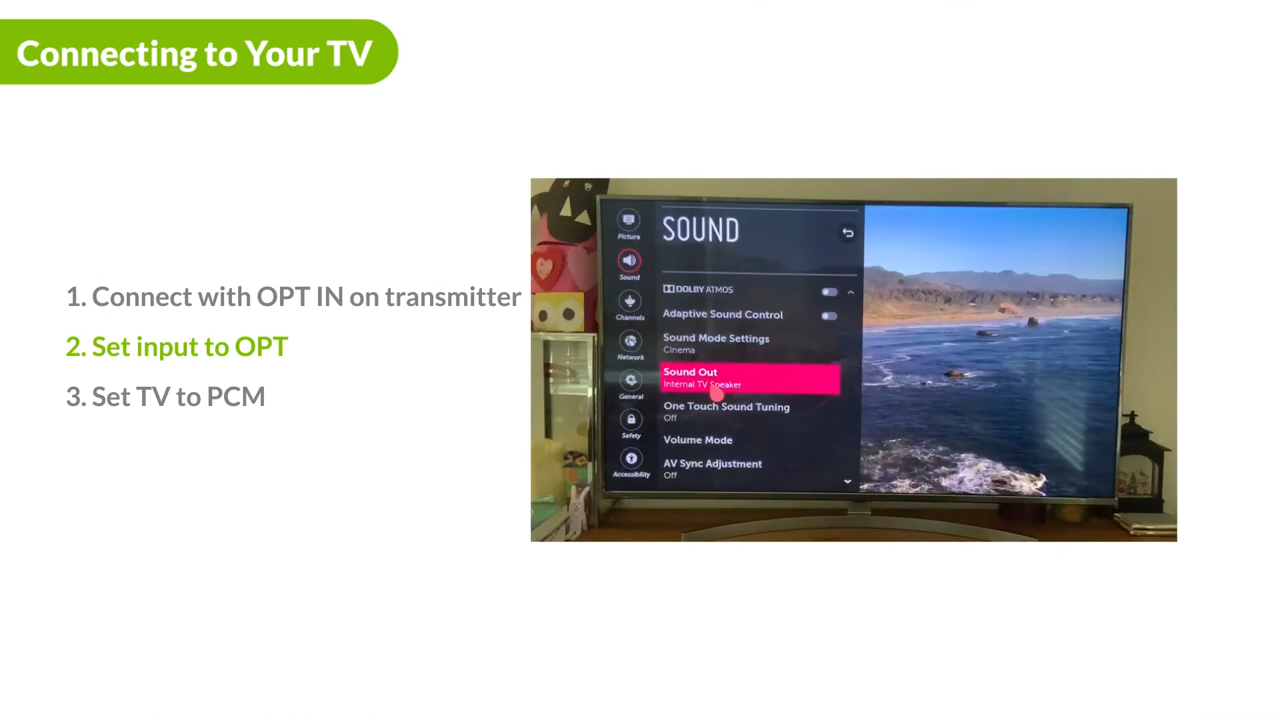 Connecting to Your TV
1. Connect with OPT IN on transmitter
2. Set input to OPT
3. Set TV to PCM
Picture
Sound
Channels
Network
General
Safety
Accessibility
SOUND
DOLBY ATMOS
Adaptive Sound Control
Sound Mode Settings
Cinema
Sound Out
Internal TV Speaker
One Touch Sound Tuning
Off
Volume Mode
AV Sync Adjustment
Off